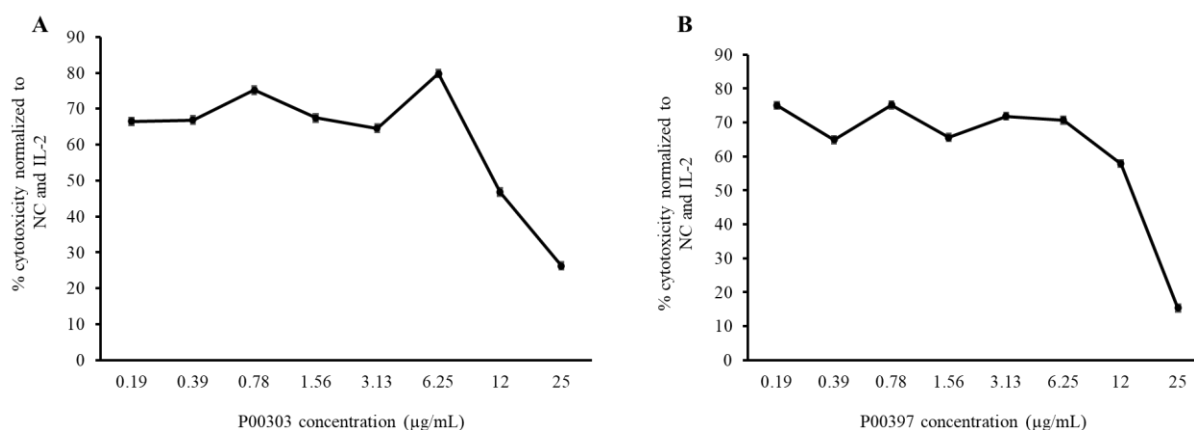 A
% cytotoxicity normalized to
NC and IL-2
90
80
70
60
50
40
30
20
10
0
0.19 0.39 0.78 1.56 3.13 6.25 12 25
P00303 concentration (µg/mL)
B
% cytotoxicity normalized to
NC and IL-2
90
80
70
60
50
40
30
20
10
0
0.19 0.39 0.78 1.56 3.13 6.25 12 25
P00397 concentration (µg/mL)